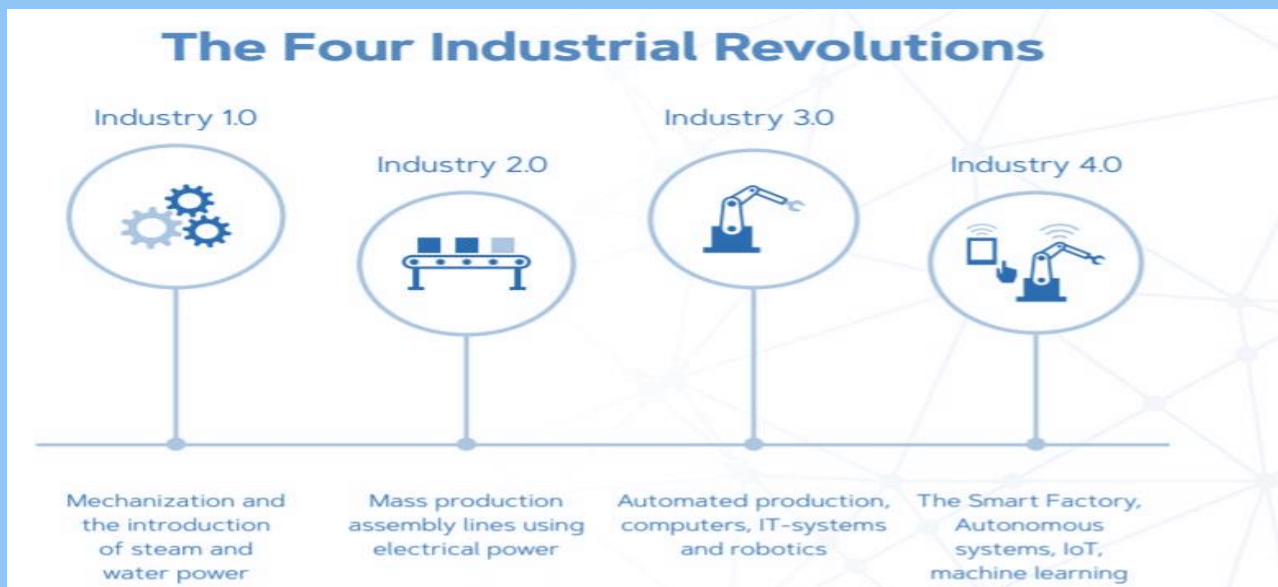 The Four Industrial Revolutions
Industry 1.0
Industry 2.0
Industry 3.0
Industry 4.0
Mechanization and
the introduction
of steam and
water power
Mass production
assembly lines using
electrical power
Automated production,
computers, IT-systems
and robotics
The Smart Factory,
Autonomous
systems, IoT,
machine learning